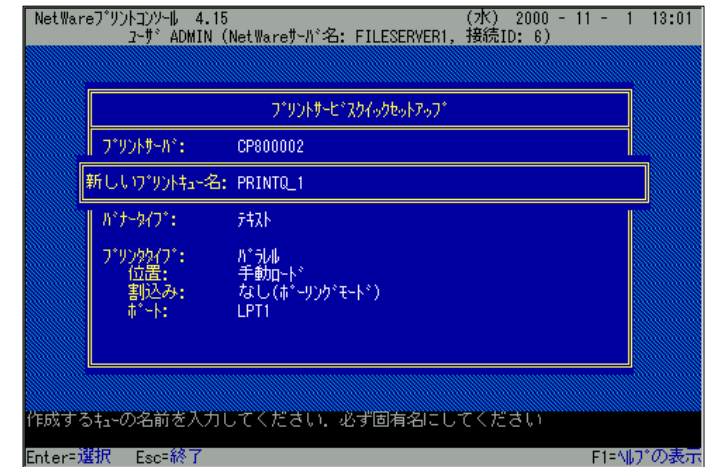 NetWareﾌﾟﾘﾝﾄｺﾝｿｰﾙ 4.15 (水) 2000 - 11 - 1 13:01
ﾕｰｻﾞ ADMIN (NetWareｻｰﾊﾞ名: FILESERVER1, 接続ID: 6)
ﾌﾟﾘﾝﾄｻｰﾋﾞｽｸｲｯｸｾｯﾄｱｯﾌﾟ
ﾌﾟﾘﾝﾄｻｰﾊﾞ: CP800002
新しいﾌﾟﾘﾝﾄｷｭｰ名: PRINTQ_1
ﾊﾞﾅｰﾀｲﾌﾟ: ﾃｷｽﾄ
ﾌﾟﾘﾝﾀﾀｲﾌﾟ: ﾊﾟﾗﾚﾙ
位置: 手動ﾛｰﾄﾞ
割込み: なし(ﾎﾟｰﾘﾝｸﾞﾓｰﾄﾞ)
ﾎﾟｰﾄ: LPT1
作成するｷｭｰの名前を入力してください. 必ず固有名にしてください
Enter=選択 Esc=終了 F1=ﾍﾙﾌﾟの表示